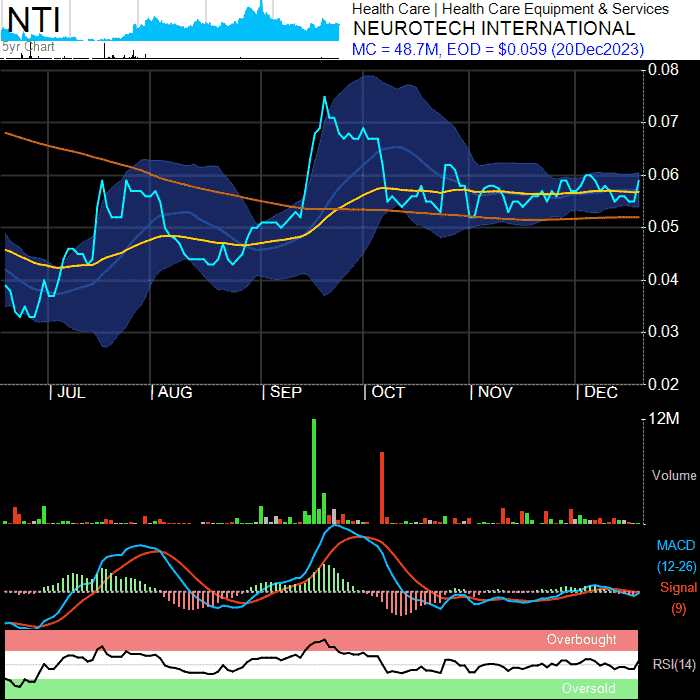 NTI
5yr Chart
Health Care | Health Care Equipment & Services
NEUROTECH INTERNATIONAL
MC = 48.7M, EOD = $0.059 (20Dec2023)
0.08
0.07
0.06
0.05
0.04
0.03
0.02
| JUL | AUG | SEP | OCT | NOV | DEC
12M
Volume
MACD
(12-26)
Signal
(9)
Overbought
RSI(14)
Oversold